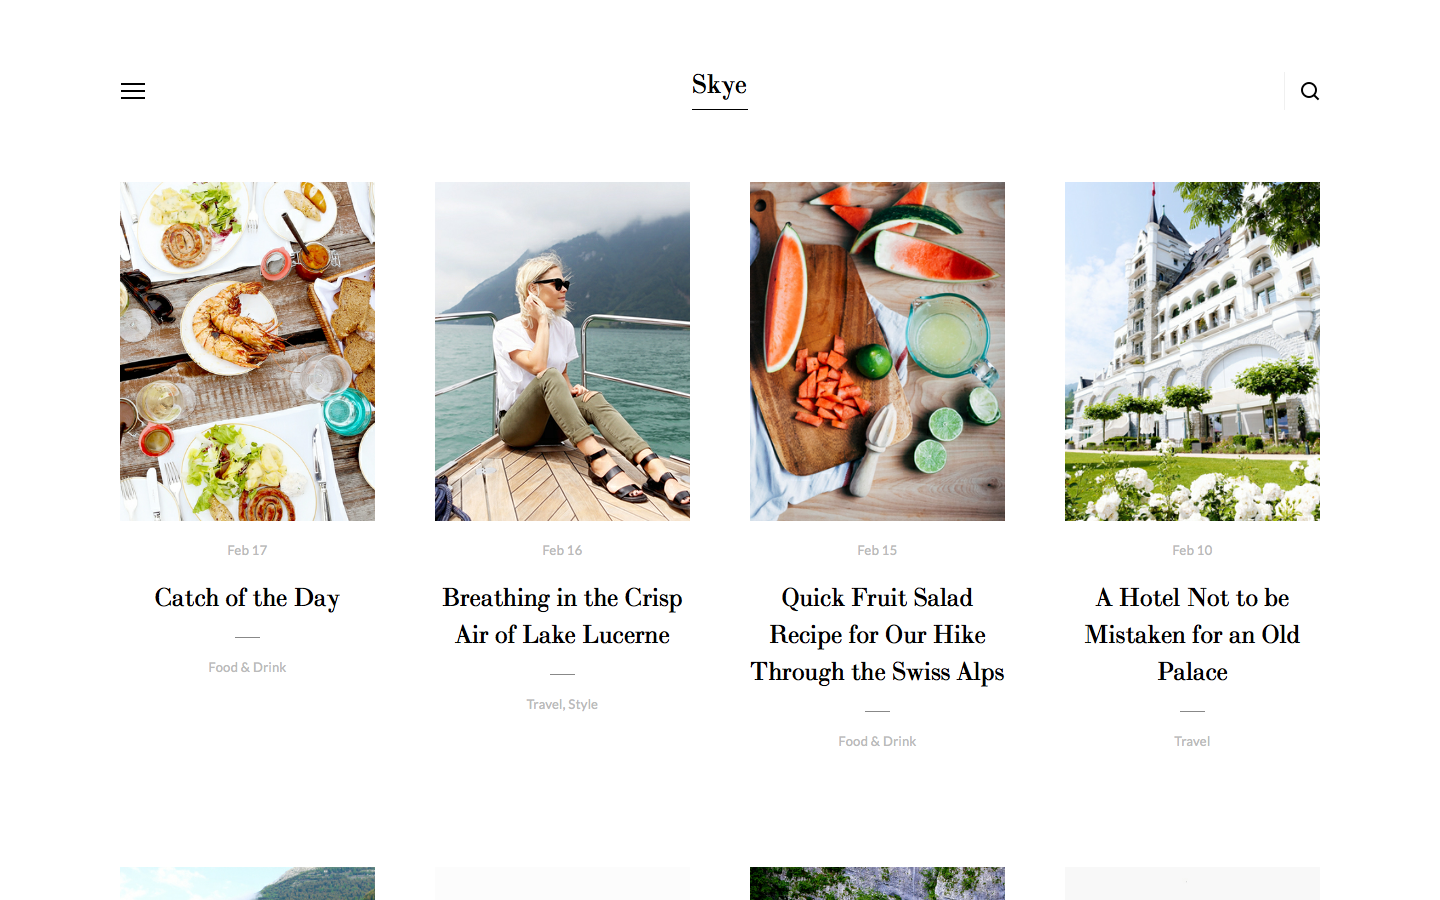 Skye
Feb 17
Catch of the Day
Food & Drink
Feb 16
Breathing in the Crisp
Air of Lake Lucerne
Travel, Style
Feb 15
Quick Fruit Salad
Recipe for Our Hike
Through the Swiss Alps
Food & Drink
Feb 10
A Hotel Not to be
Mistaken for an Old
Palace
Travel